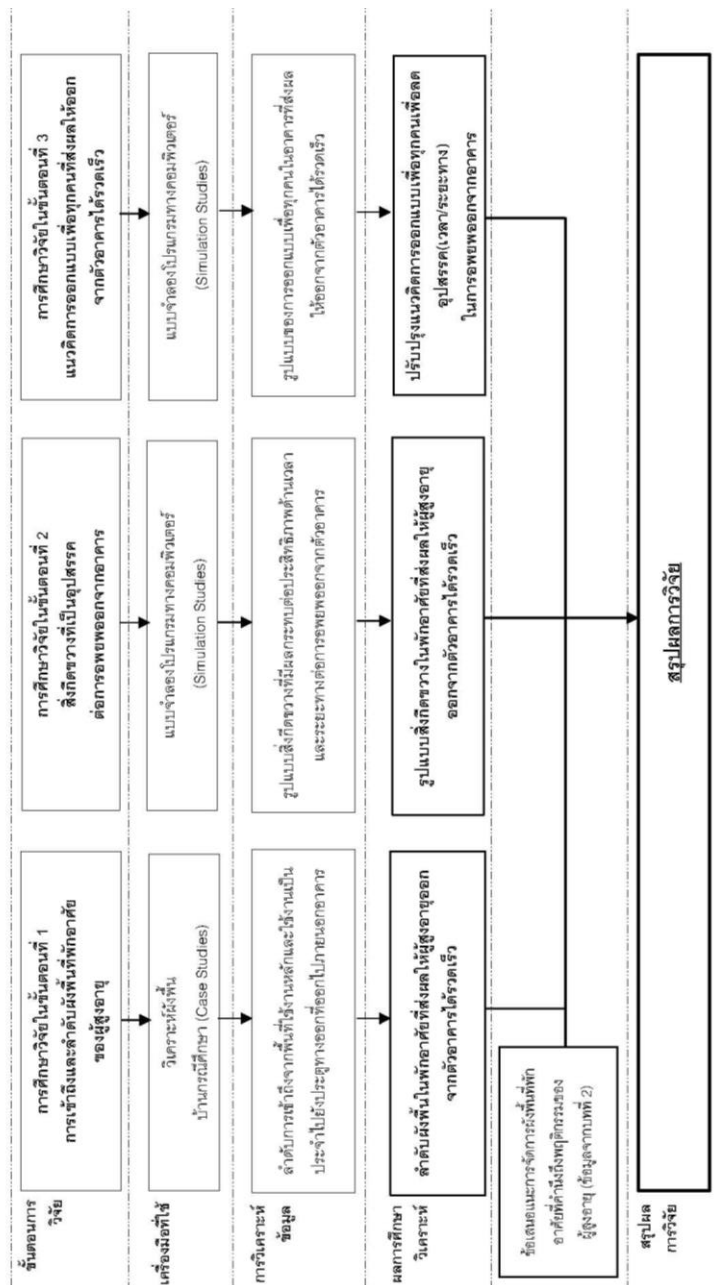 ขั้นตอนการ
วิจัย
การศึกษาวิจัยในขั้นตอนที่ 1
การเข้าถึงและลำดับผังพื้นที่พักอาศัย
ของผู้สูงอายุ
การศึกษาวิจัยในขั้นตอนที่ 2
สิ่งกีดขวางที่เป็นอุปสรรค
ต่อการอพยพออกจากอาคาร
การศึกษาวิจัยในขั้นตอนที่ 3
แนวคิดการออกแบบเพื่อทุกคนที่ส่งผลให้ออก
จากตัวอาคารได้รวดเร็ว
เครื่องมือที่ใช้
วิเคราะห์ผังพื้น
บ้านกรณีศึกษา (Case Studies)
แบบจำลองโปรแกรมทางคอมพิวเตอร์
(Simulation Studies)
แบบจำลองโปรแกรมทางคอมพิวเตอร์
(Simulation Studies)
การวิเคราะห์
ข้อมูล
ลำดับการเข้าถึงจากพื้นที่ใช้งานหลักและใช้งานเป็น
ประจำไปยังประตูทางออกที่ออกไปภายนอกอาคาร
รูปแบบสิ่งกีดขวางที่มีผลกระทบต่อประสิทธิภาพด้านเวลา
และระยะทางต่อการอพยพออกจากตัวอาคาร
รูปแบบของการออกแบบเพื่อทุกคนในอาคารที่ส่งผล
ให้ออกจากตัวอาคารได้รวดเร็ว
ผลการศึกษา
วิเคราะห์
ลำดับผังพื้นในพักอาศัยที่ส่งผลให้ผู้สูงอายุออก
จากตัวอาคารได้รวดเร็ว
รูปแบบสิ่งกีดขวางในพักอาศัยที่ส่งผลให้ผู้สูงอายุ
ออกจากตัวอาคารได้รวดเร็ว
ปรับปรุงแนวคิดการออกแบบเพื่อทุกคนเพื่อลด
อุปสรรค(เวลา/ระยะทาง)
ในการอพยพออกจากอาคาร
ข้อเสนอแนะการจัดการผังพื้นที่พัก
อาศัยที่คำนึงถึงพฤติกรรมของ
ผู้สูงอายุ (ข้อมูลจากบทที่ 2)
สรุปผล
การวิจัย
สรุปผลการวิจัย